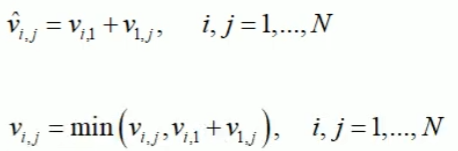 v̂_{i,j} = v_{i,1} + v_{1,j},   i, j = 1,..., N
v_{i,j} = min(v_{i,j}, v_{i,1} + v_{1,j}),   i, j = 1,..., N